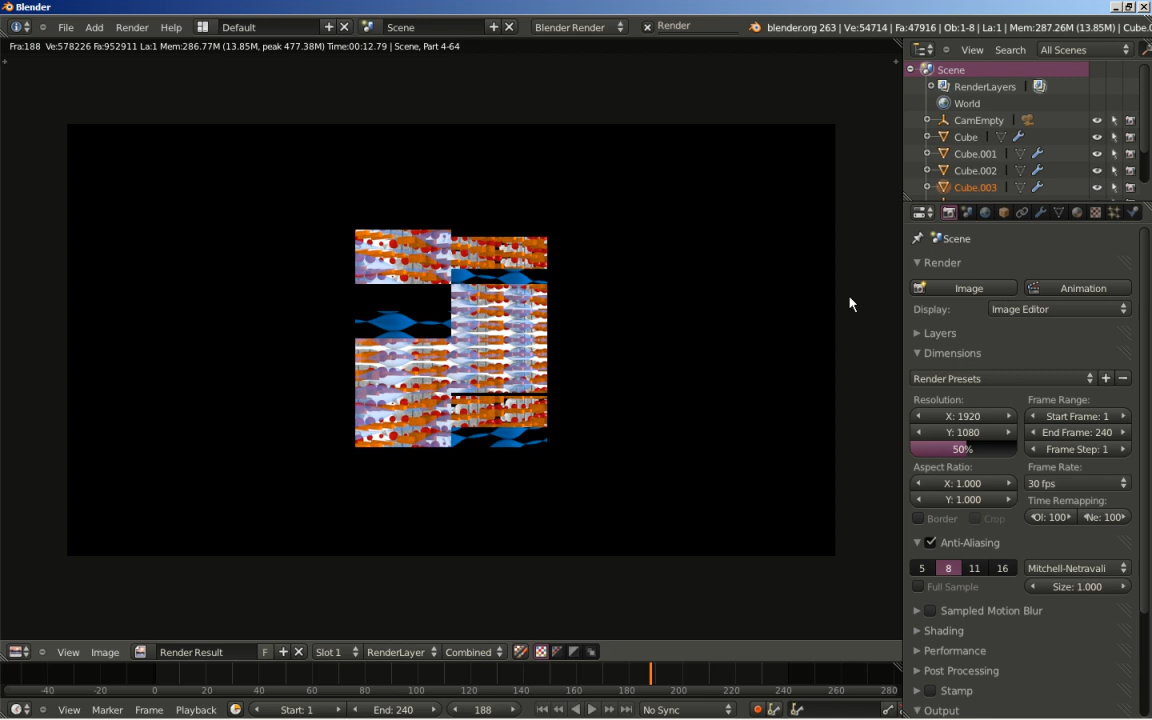 Blender
File Add Render Help Default Scene Blender Render Render blender.org 263 | Ve:54714 | Fa:47916 | Ob:1-8 | La:1 | Mem:287.26M (13.85M) | Cube.0
Fra:188 Ve:578226 Fa:952911 La:1 Mem:286.77M (13.85M, peak 477.38M) Time:00:12.79 | Scene, Part 4-64
View Search All Scenes
Scene
RenderLayers
World
CamEmpty
Cube
Cube.001
Cube.002
Cube.003
Scene
Render
Image Animation
Display: Image Editor
Layers
Dimensions
Render Presets
Resolution: Frame Range:
X: 1920 Start Frame: 1
Y: 1080 End Frame: 240
50% Frame Step: 1
Aspect Ratio: Frame Rate:
X: 1.000 30 fps
Y: 1.000 Time Remapping:
Border Crop Ol: 100 Ne: 100
Anti-Aliasing
5 8 11 16 Mitchell-Netravali
Full Sample Size: 1.000
Sampled Motion Blur
Shading
Performance
Post Processing
Stamp
Output
View Image Render Result F Slot 1 RenderLayer Combined
-40 -20 0 20 40 60 80 100 120 140 160 180 200 220 240 260 280
View Marker Frame Playback Start: 1 End: 240 188 No Sync